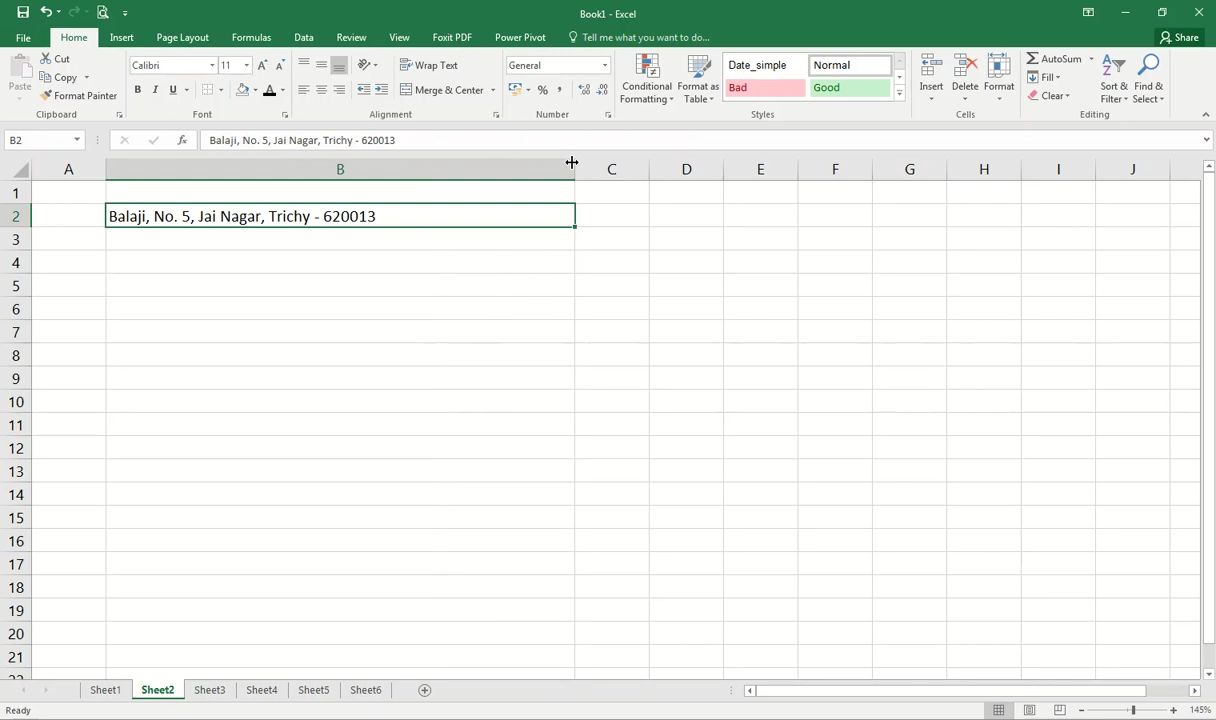 Book1 - Excel
File Home Insert Page Layout Formulas Data Review View Foxit PDF Power Pivot Tell me what you want to do... Share
Paste
Cut
Copy
Format Painter
Clipboard
Calibri 11
B I U
Font
Wrap Text
Merge & Center
Alignment
General
Number
Conditional Formatting
Format as Table
Date_simple Normal
Bad Good
Styles
Insert Delete Format
Cells
AutoSum
Fill
Clear
Sort & Filter
Find & Select
Editing
B2 fx Balaji, No. 5, Jai Nagar, Trichy - 620013
A B C D E F G H I J
1
2 Balaji, No. 5, Jai Nagar, Trichy - 620013
3
4
5
6
7
8
9
10
11
12
13
14
15
16
17
18
19
20
21
22
Sheet1 Sheet2 Sheet3 Sheet4 Sheet5 Sheet6
Ready 145%